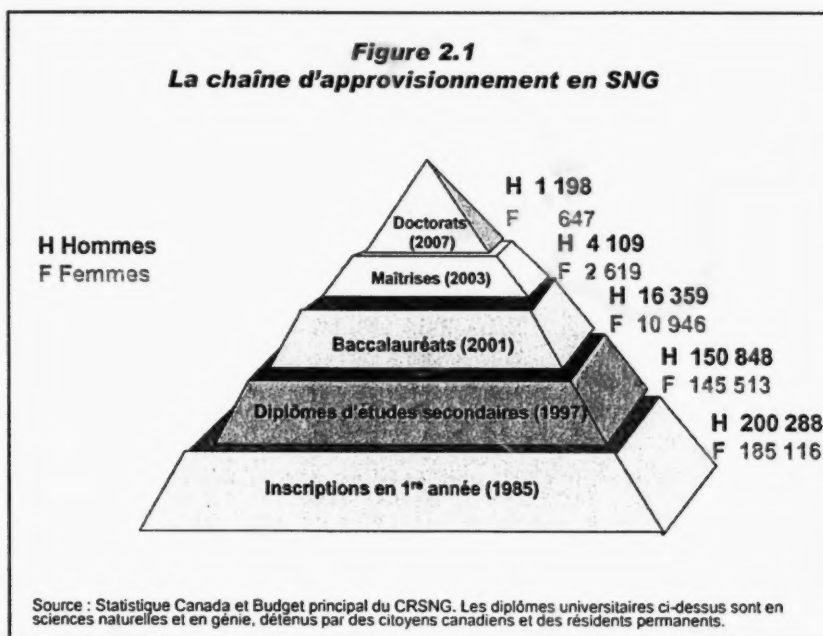 Figure 2.1
La chaîne d'approvisionnement en SNG
H Hommes
F Femmes
Doctorats
(2007)
H 1 198
F 647
Maîtrises (2003)
H 4 109
F 2 619
Baccalauréats (2001)
H 16 359
F 10 946
Diplômes d'études secondaires (1997)
H 150 848
F 145 513
Inscriptions en 1re année (1985)
H 200 288
F 185 116
Source : Statistique Canada et Budget principal du CRSNG. Les diplômes universitaires ci-dessus sont en
sciences naturelles et en génie, détenus par des citoyens canadiens et des résidents permanents.